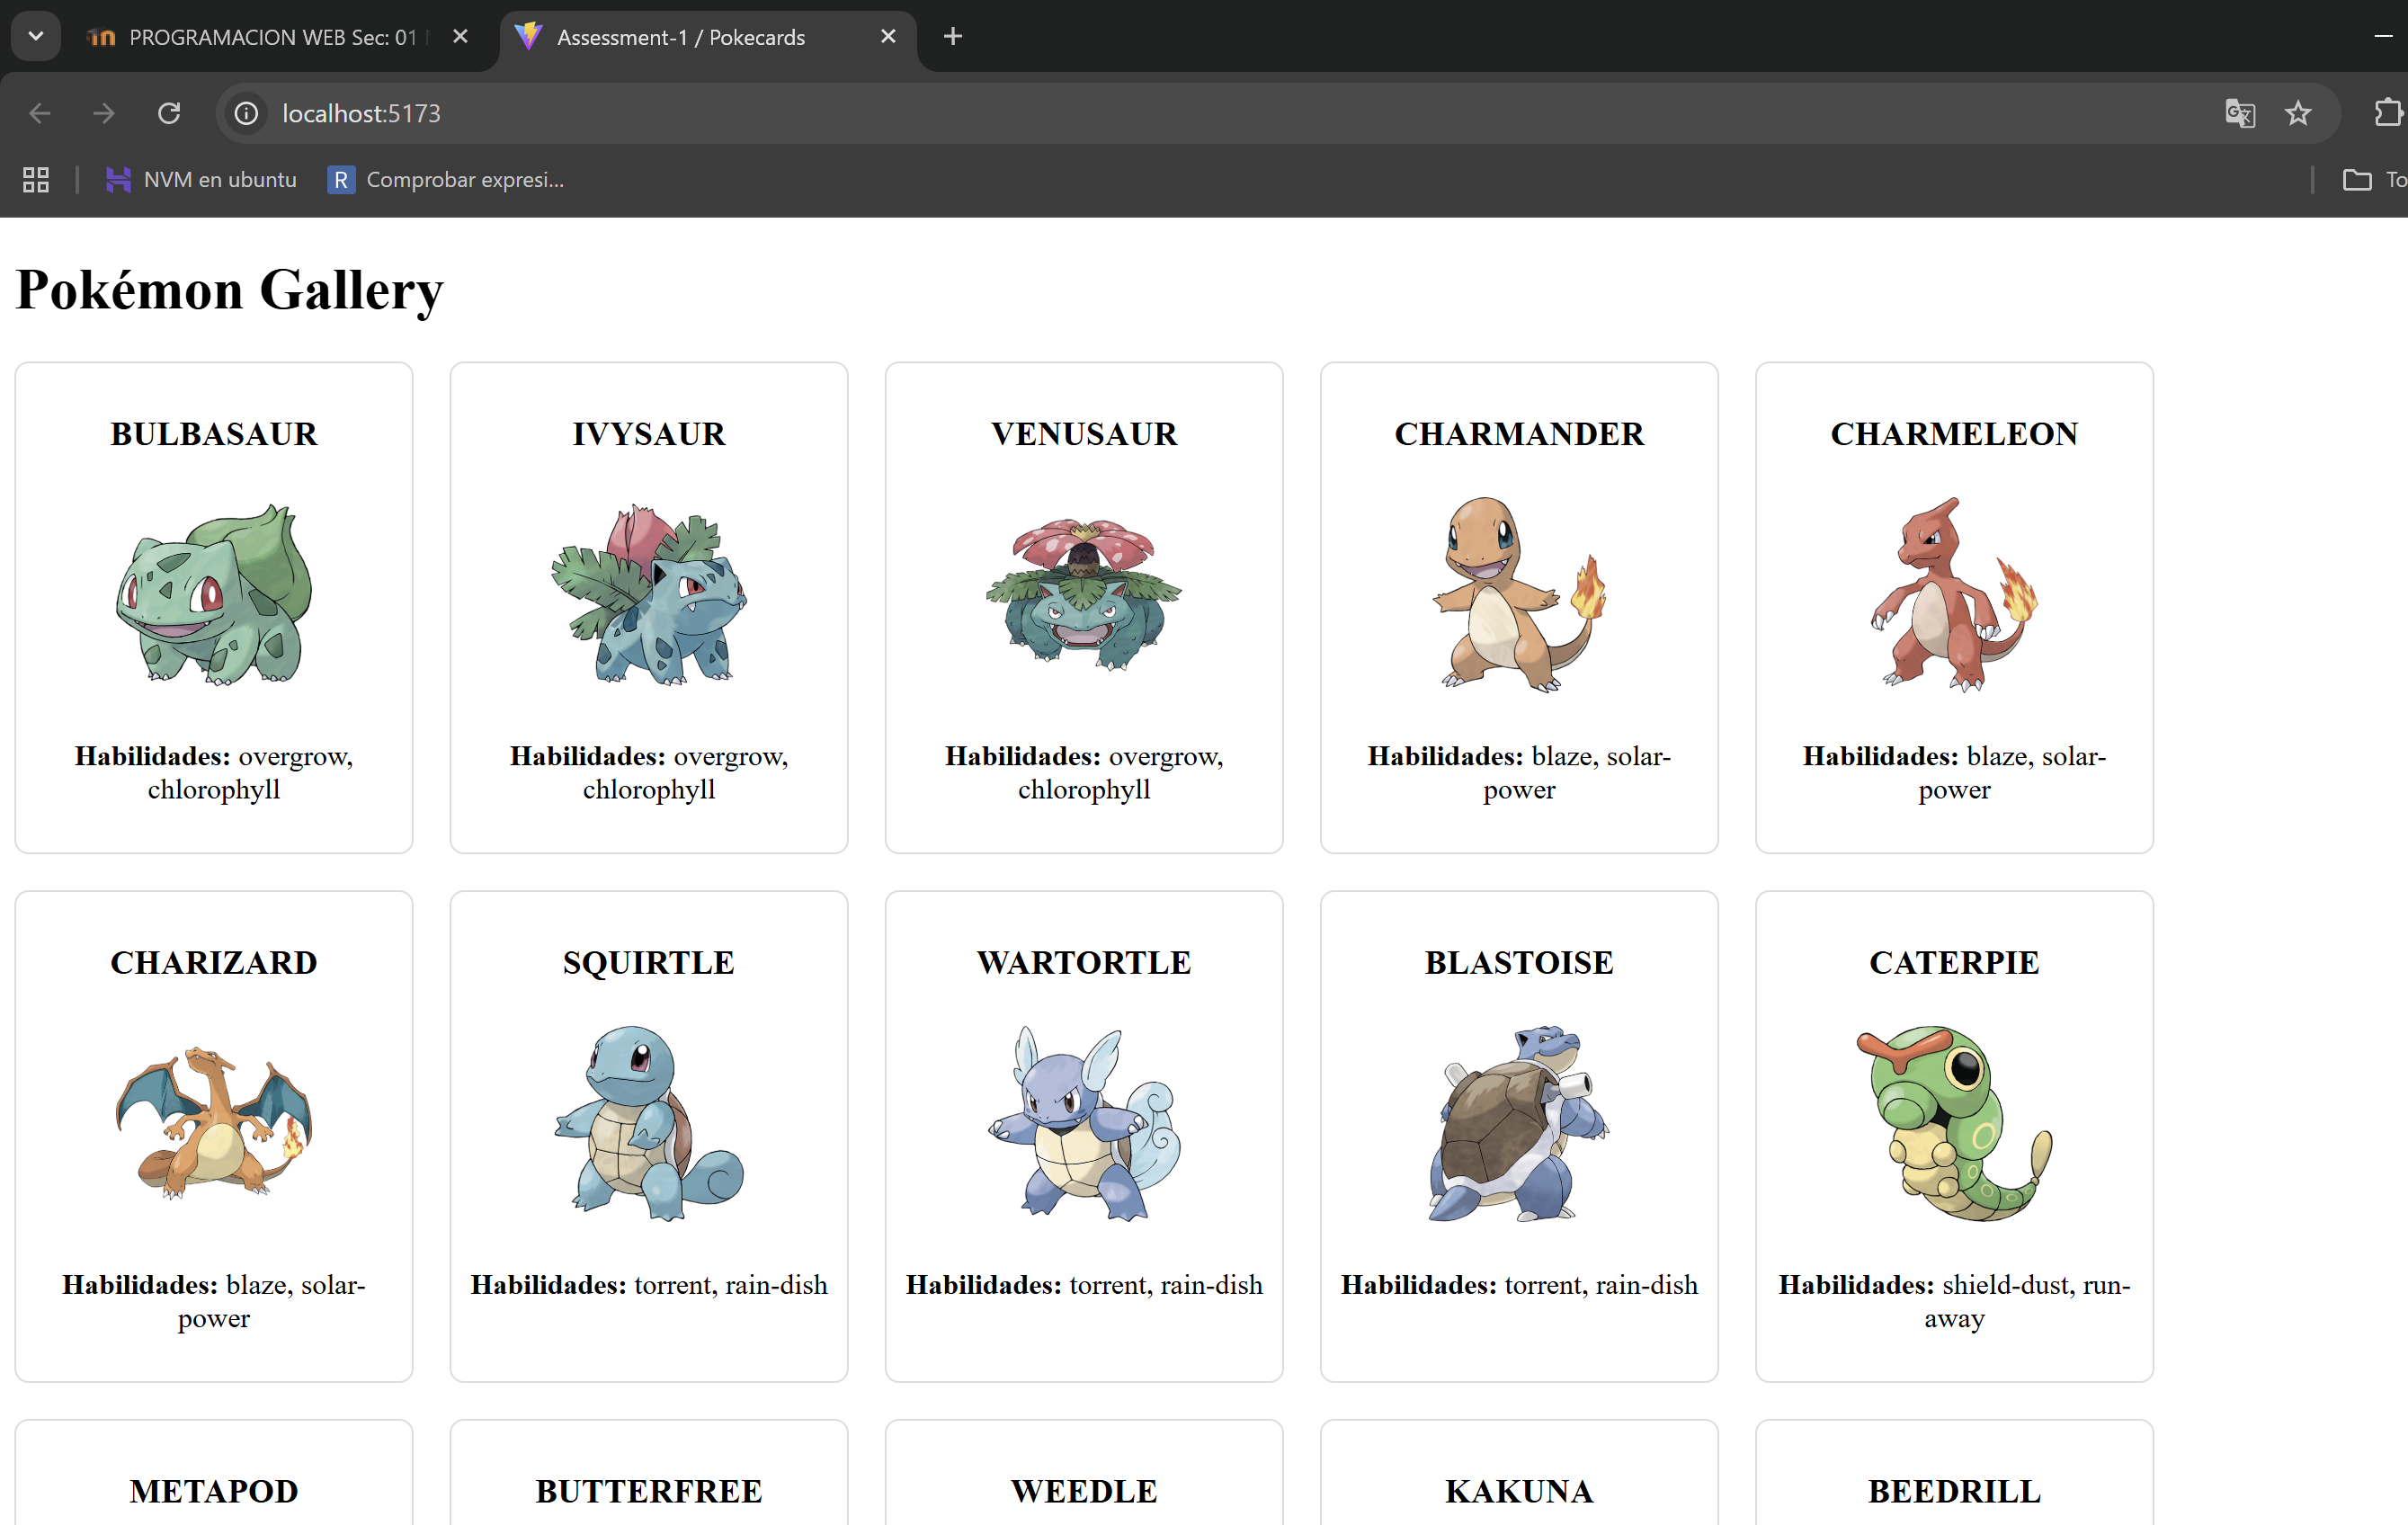 PROGRAMACION WEB Sec: 01
Assessment-1 / Pokecards
localhost:5173
NVM en ubuntu
R Comprobar expresi...
To
Pokémon Gallery
BULBASAUR
Habilidades: overgrow,
chlorophyll
IVYSAUR
Habilidades: overgrow,
chlorophyll
VENUSAUR
Habilidades: overgrow,
chlorophyll
CHARMANDER
Habilidades: blaze, solar-
power
CHARMELEON
Habilidades: blaze, solar-
power
CHARIZARD
Habilidades: blaze, solar-
power
SQUIRTLE
Habilidades: torrent, rain-dish
WARTORTLE
Habilidades: torrent, rain-dish
BLASTOISE
Habilidades: torrent, rain-dish
CATERPIE
Habilidades: shield-dust, run-
away
METAPOD
BUTTERFREE
WEEDLE
KAKUNA
BEEDRILL